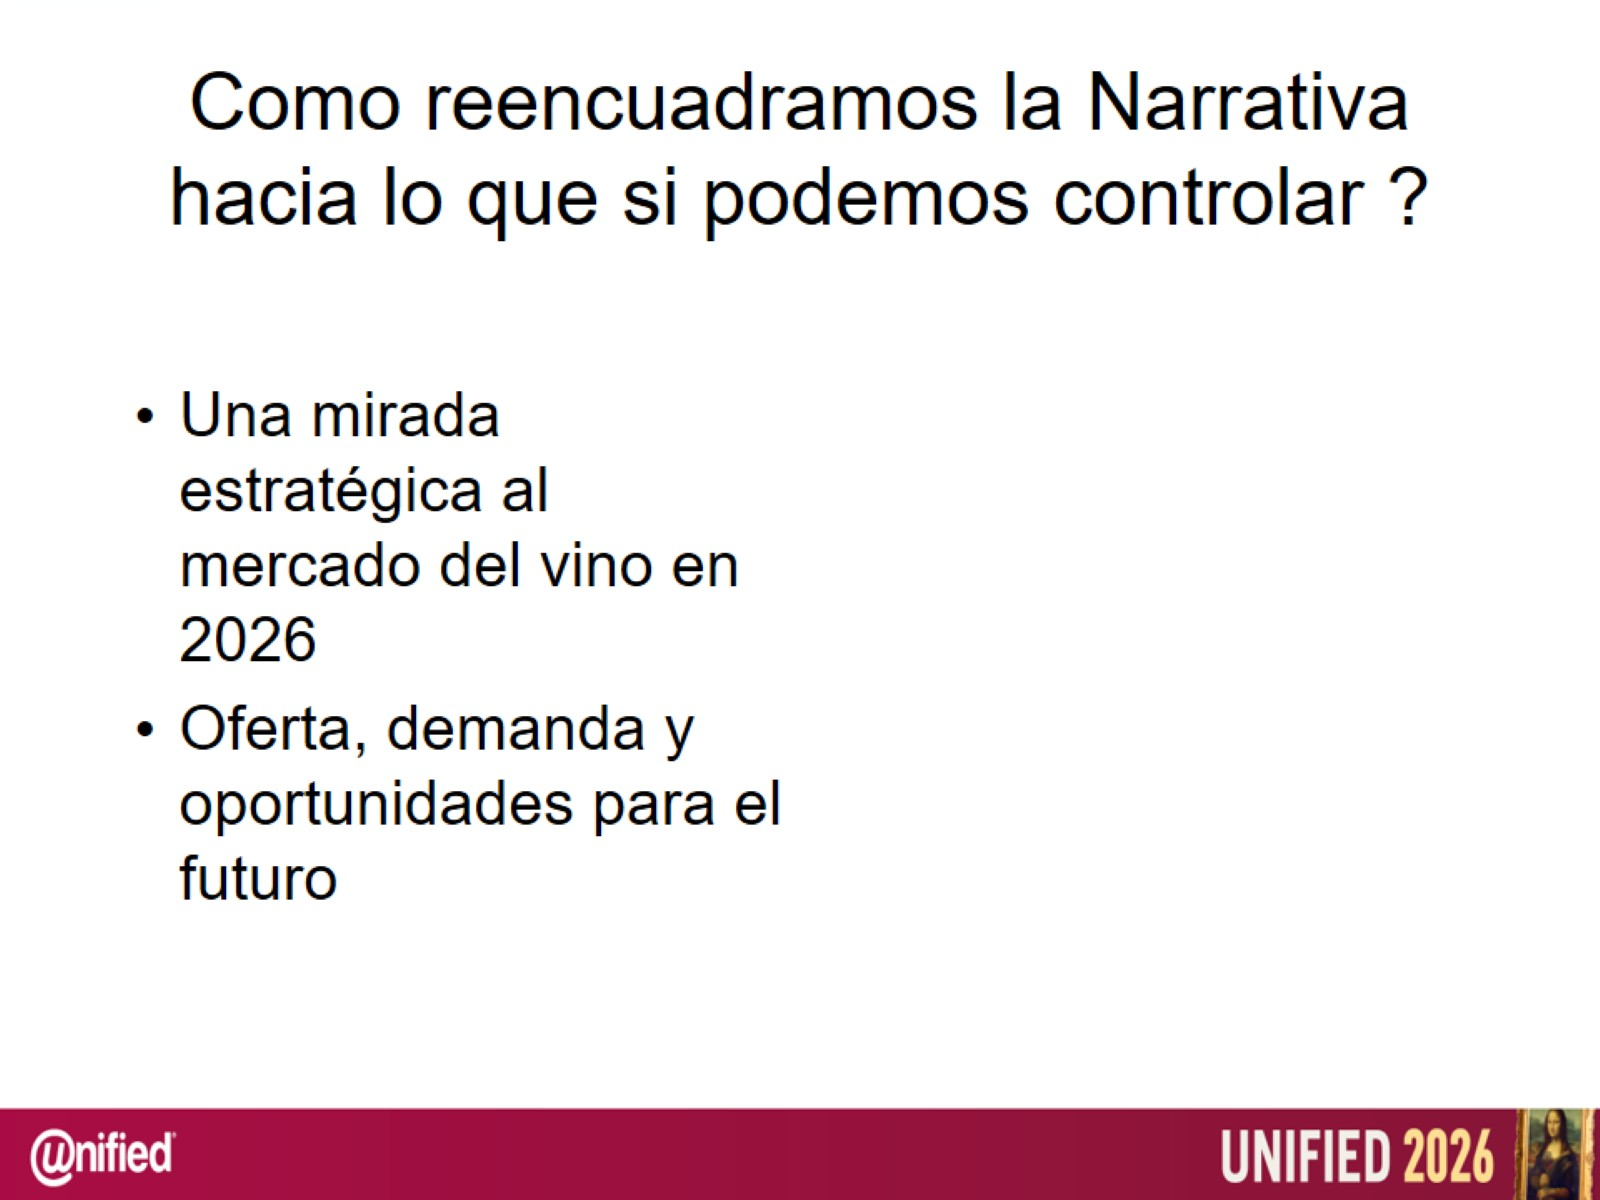 Como reencuadramos la Narrativa
hacia lo que si podemos controlar ?
• Una mirada
estratégica al
mercado del vino en
2026
• Oferta, demanda y
oportunidades para el
futuro
@unified®
UNIFIED 2026